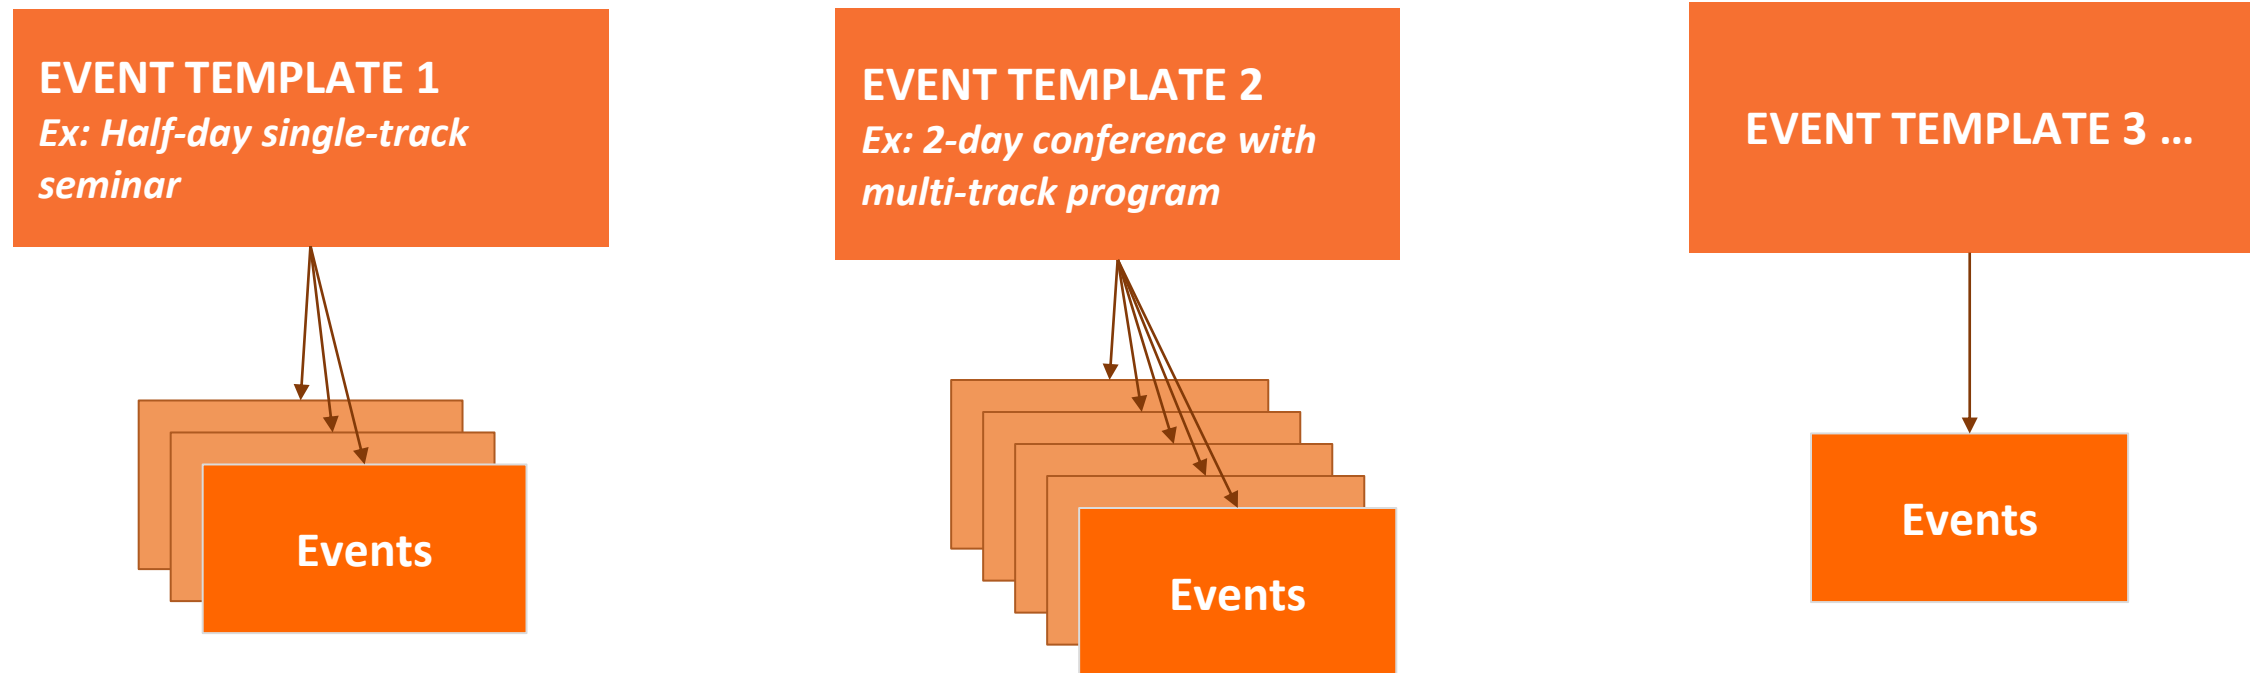 EVENT TEMPLATE 1
Ex: Half-day single-track
seminar
EVENT TEMPLATE 2
Ex: 2-day conference with
multi-track program
EVENT TEMPLATE 3 ...
Events
Events
Events